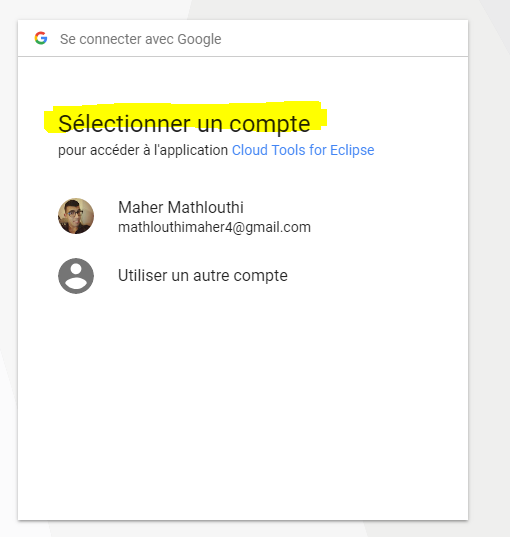 Se connecter avec Google
Sélectionner un compte
pour accéder à l'application Cloud Tools for Eclipse
Maher Mathlouthi
mathlouthimaher4@gmail.com
Utiliser un autre compte